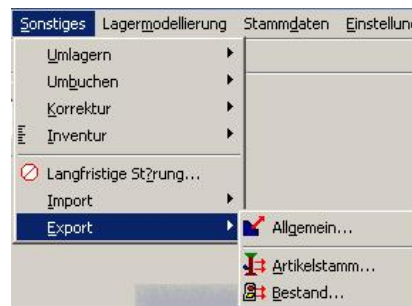 Sonstiges Lagermodellierung Stammdaten Einstellun
Umlagern
Umbuchen
Korrektur
Inventur
Langfristige St?rung...
Import
Export
Allgemein...
Artikelstamm...
Bestand...